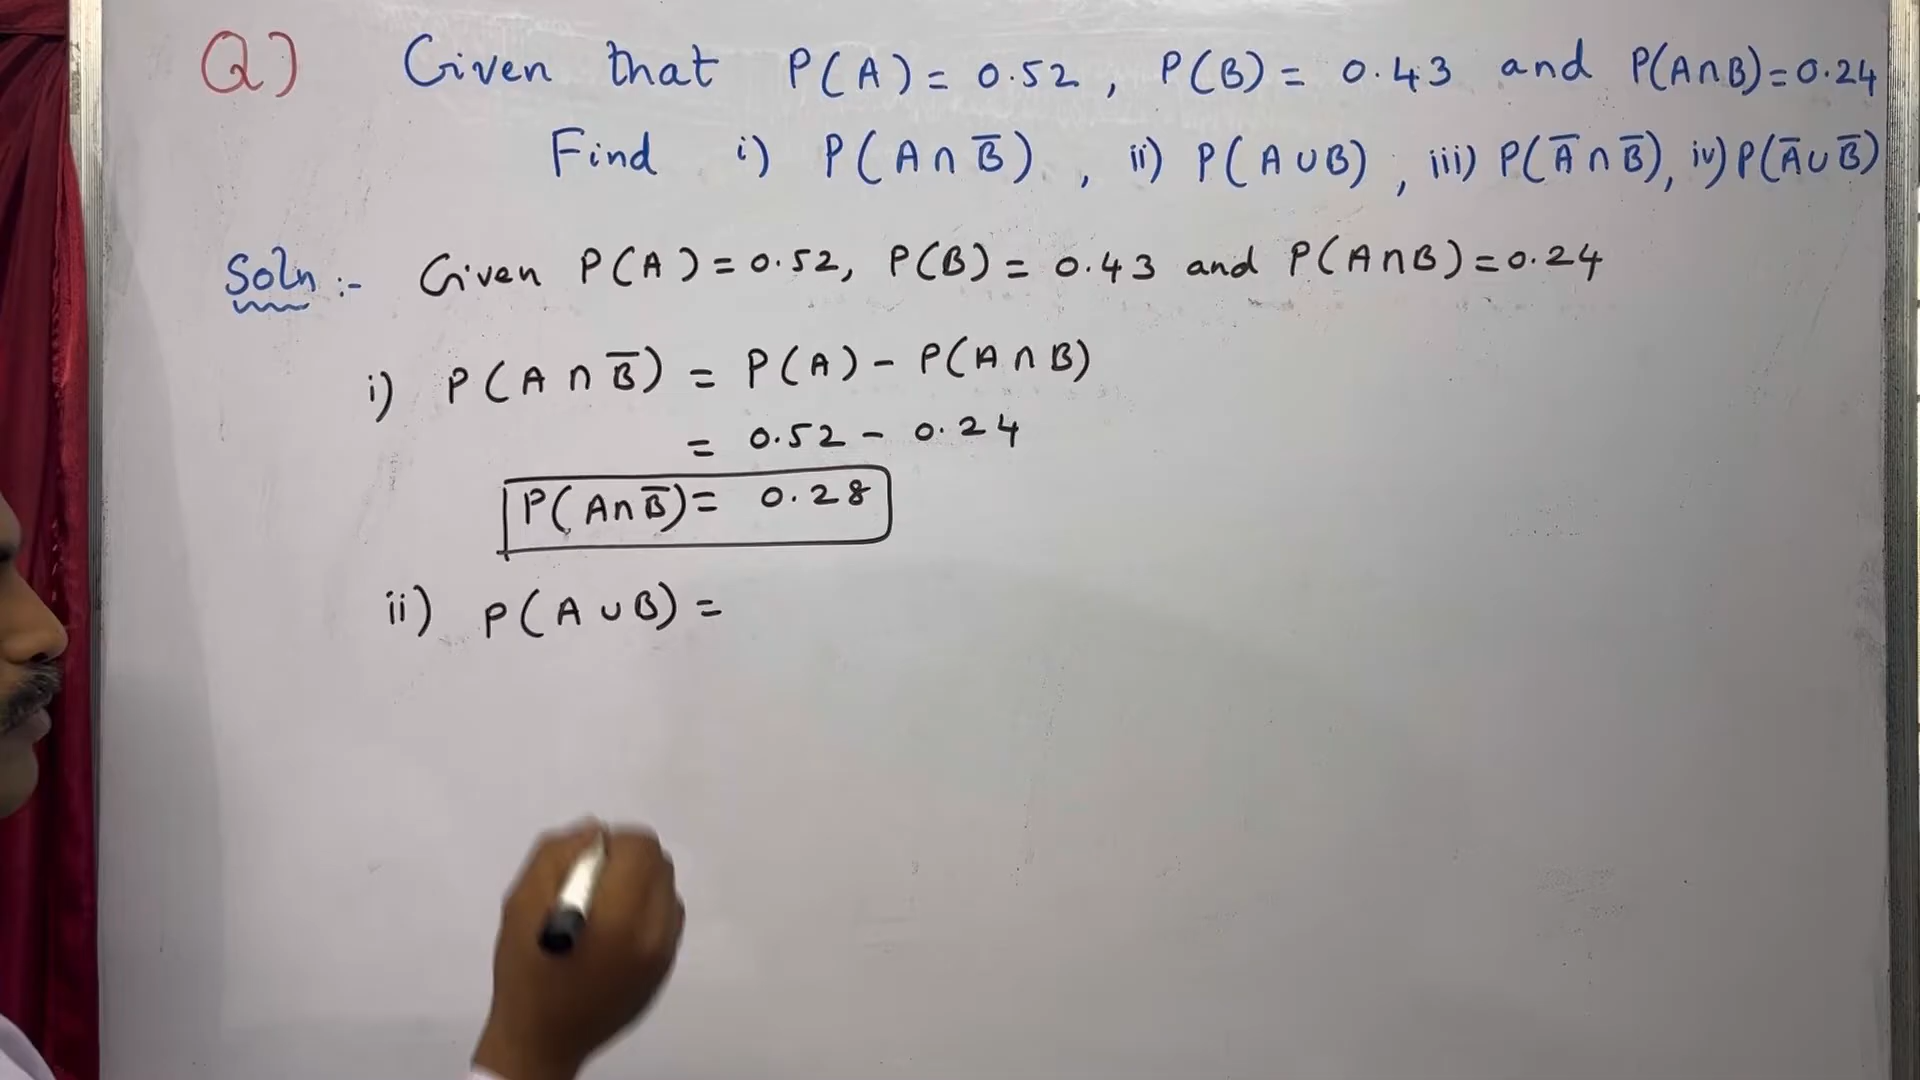 Q) Given that P(A) = 0.52, P(B) = 0.43 and P(A∩B) = 0.24
Find i) P(A ∩ B̅), ii) P(A ∪ B), iii) P(A̅ ∩ B̅), iv) P(A̅ ∪ B̅)
Soln :- Given P(A) = 0.52, P(B) = 0.43 and P(A∩B) = 0.24
i) P(A ∩ B̅) = P(A) - P(A ∩ B)
= 0.52 - 0.24
P(A∩B̅) = 0.28
ii) P(A ∪ B) =